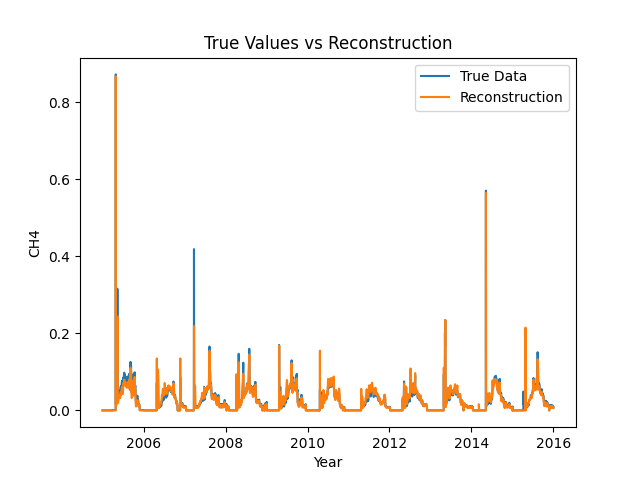 True Values vs Reconstruction
True Data
Reconstruction
0.8
0.6
0.4
0.2
0.0
CH4
2006
2008
2010
2012
2014
2016
Year